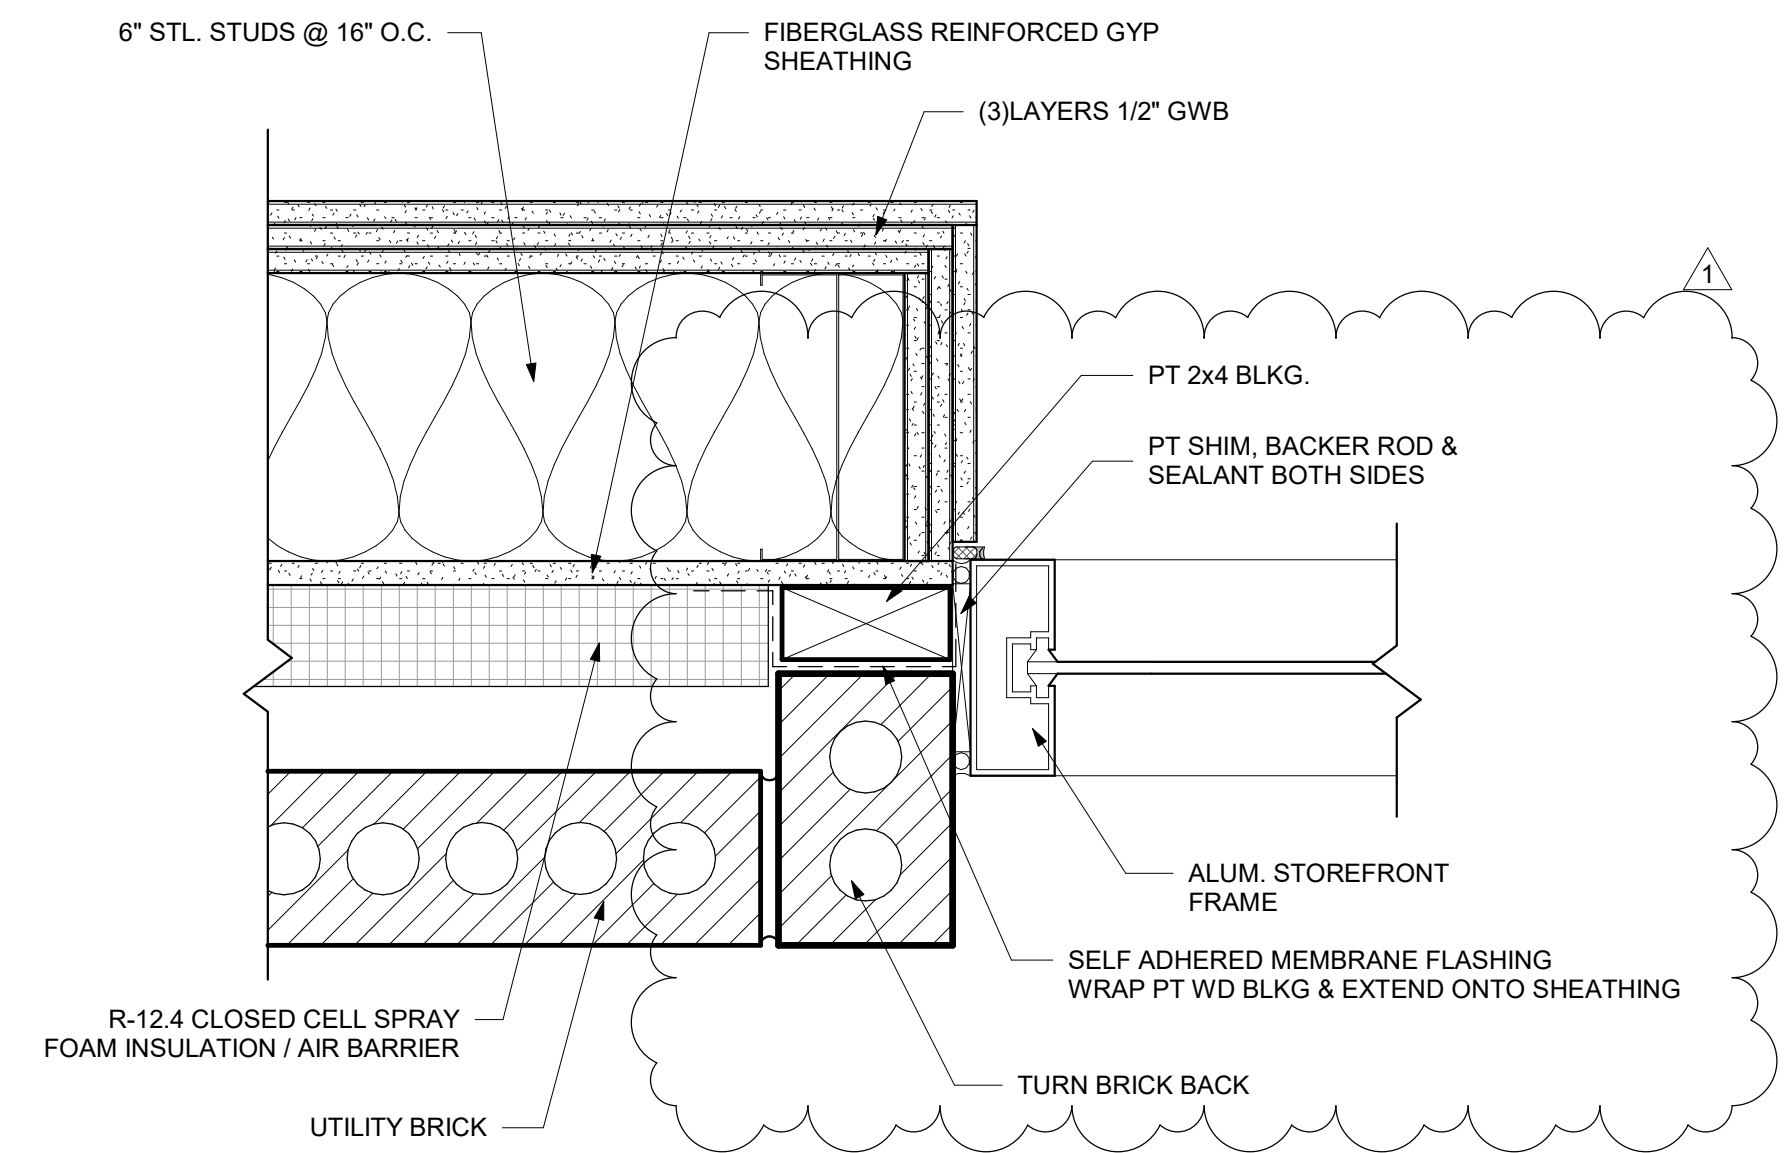 6" STL. STUDS @ 16" O.C.
FIBERGLASS REINFORCED GYP
SHEATHING
(3)LAYERS 1/2" GWB
1
PT 2x4 BLKG.
PT SHIM, BACKER ROD &
SEALANT BOTH SIDES
ALUM. STOREFRONT
FRAME
SELF ADHERED MEMBRANE FLASHING
WRAP PT WD BLKG & EXTEND ONTO SHEATHING
R-12.4 CLOSED CELL SPRAY
FOAM INSULATION / AIR BARRIER
TURN BRICK BACK
UTILITY BRICK